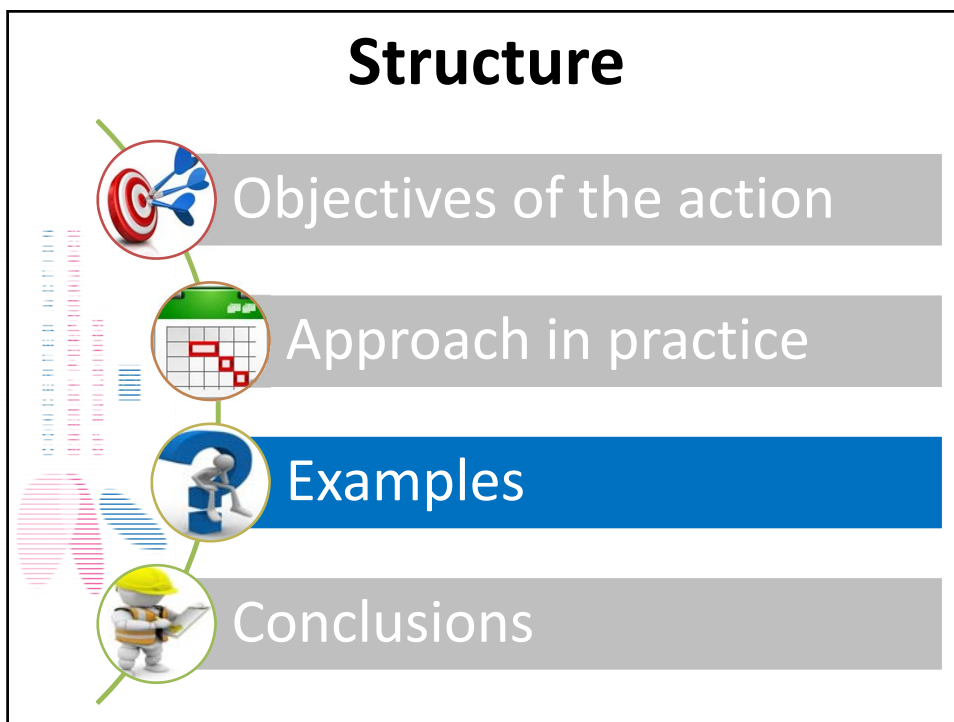 Structure
Objectives of the action
Approach in practice
Examples
Conclusions